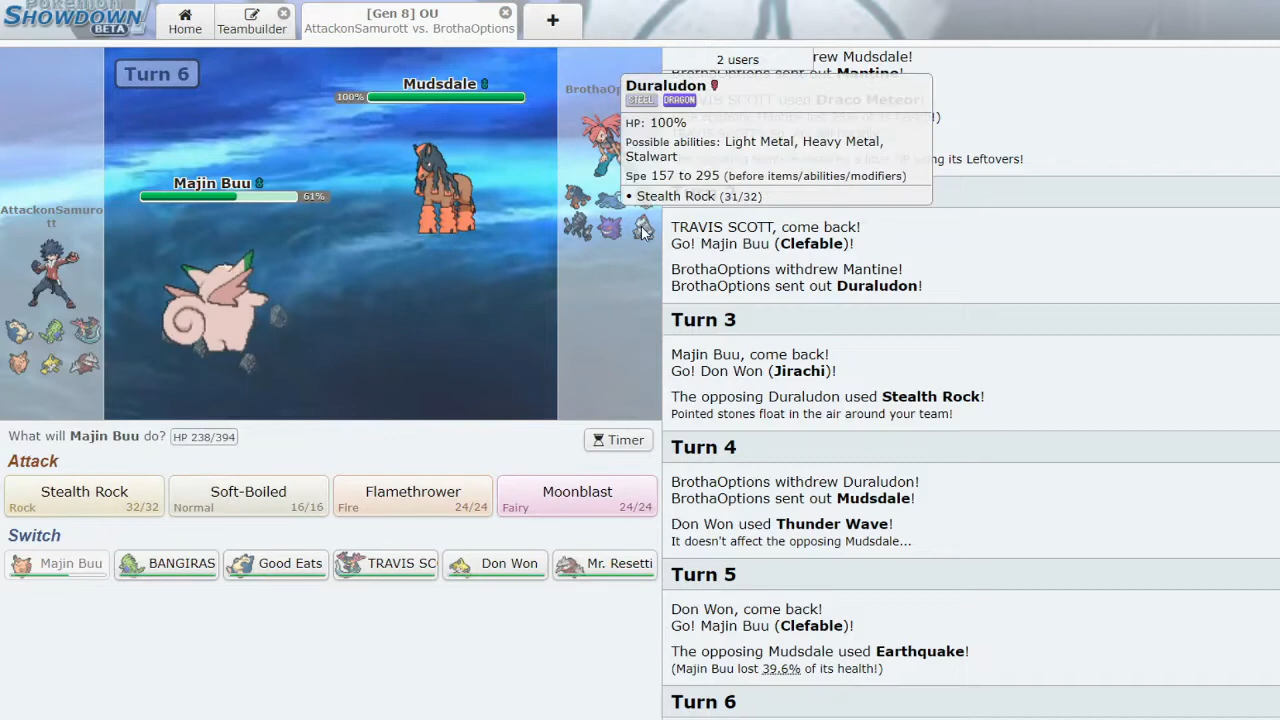 Pokémon
SHOWDOWN
BETA
Home
Teambuilder
[Gen 8] OU
AttackonSamurott vs. BrothaOptions
+
Turn 6
Mudsdale
100%
Majin Buu
61%
AttackonSamuro
tt
BrothaOp
2 users
Duraludon
STEEL DRAGON
HP: 100%
Possible abilities: Light Metal, Heavy Metal,
Stalwart
Spe 157 to 295 (before items/abilities/modifiers)
• Stealth Rock (31/32)
rew Mudsdale!
BrothaOptions sent out Mantine!
TRAVIS SCOTT used Draco Meteor!
ng its Leftovers!
TRAVIS SCOTT, come back!
Go! Majin Buu (Clefable)!
BrothaOptions withdrew Mantine!
BrothaOptions sent out Duraludon!
Turn 3
Majin Buu, come back!
Go! Don Won (Jirachi)!
The opposing Duraludon used Stealth Rock!
Pointed stones float in the air around your team!
Turn 4
BrothaOptions withdrew Duraludon!
BrothaOptions sent out Mudsdale!
Don Won used Thunder Wave!
It doesn't affect the opposing Mudsdale...
Turn 5
Don Won, come back!
Go! Majin Buu (Clefable)!
The opposing Mudsdale used Earthquake!
(Majin Buu lost 39.6% of its health!)
Turn 6
What will Majin Buu do? HP 238/394
Timer
Attack
Stealth Rock
Rock 32/32
Soft-Boiled
Normal 16/16
Flamethrower
Fire 24/24
Moonblast
Fairy 24/24
Switch
Majin Buu
BANGIRAS
Good Eats
TRAVIS SC
Don Won
Mr. Resetti